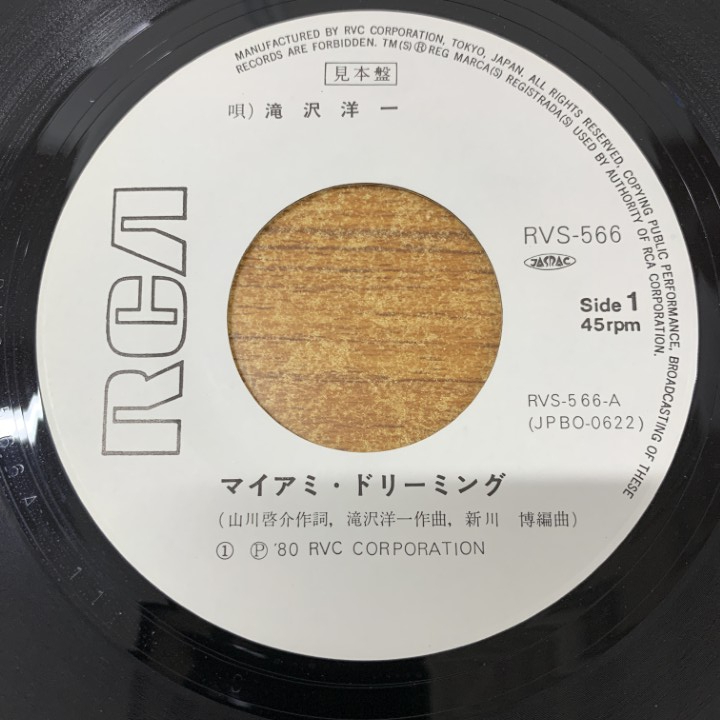 MANUFACTURED BY RVC CORPORATION, TOKYO, JAPAN. ALL RIGHTS RESERVED, COPYING PUBLIC PERFORMANCE, BROADCASTING OF THESE
RECORDS ARE FORBIDDEN. TM(S)®REG MARCA(S) REGISTRADA(S) USED BY AUTHORITY OF RCA CORPORATION.
見本盤
唄) 滝沢洋一
RCA
RVS-566
JASRAC
Side 1
45rpm
RVS-566-A
(JPBO-0622)
マイアミ・ドリーミング
(山川啓介作詞, 滝沢洋一作曲, 新川 博編曲)
① Ⓟ '80 RVC CORPORATION